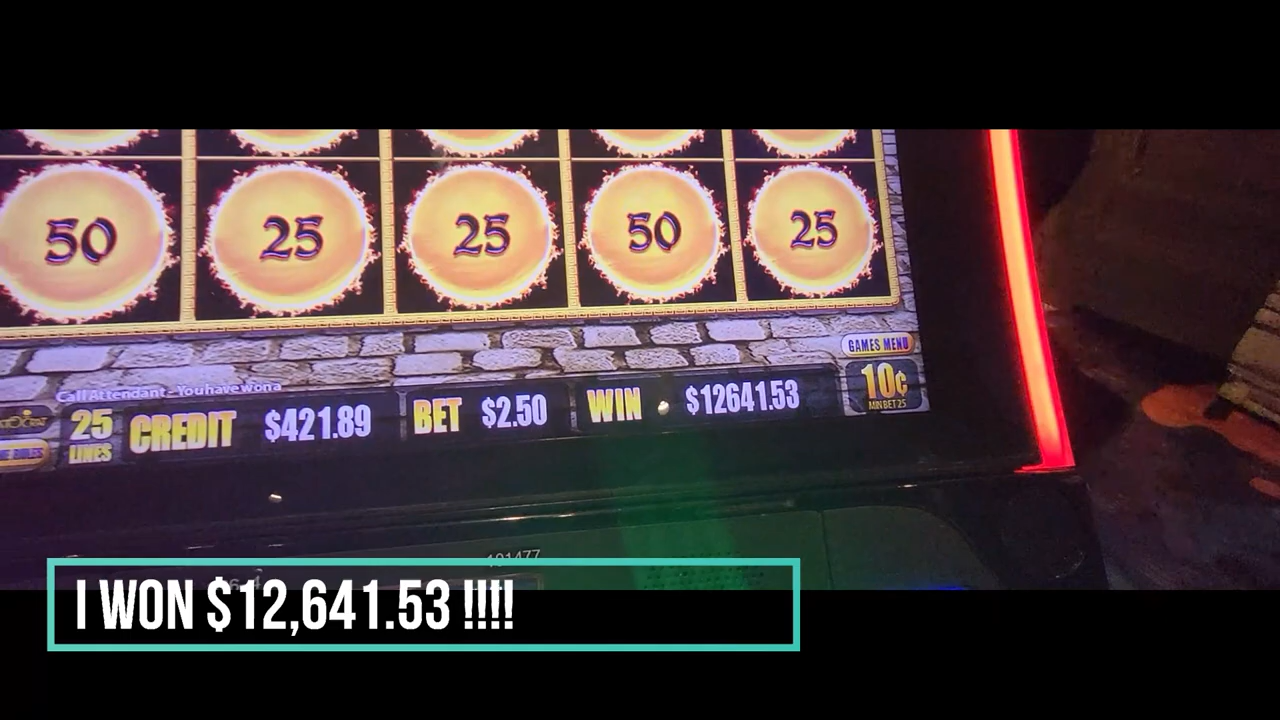 50 25 25 50 25
GAMES MENU
Call Attendant - You have won a
25 LINES CREDIT $421.89 BET $2.50 WIN $12641.53 10¢ MIN BET 25
I WON $12,641.53 !!!!